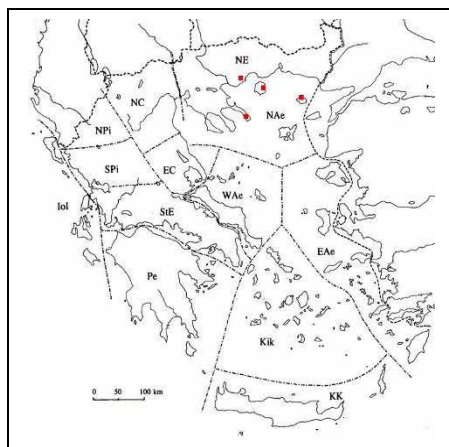 NE
NC
NAe
NPi
SPi
EC
WAe
IoI
StE
EAe
Pe
Kik
0 50 100 km
KK